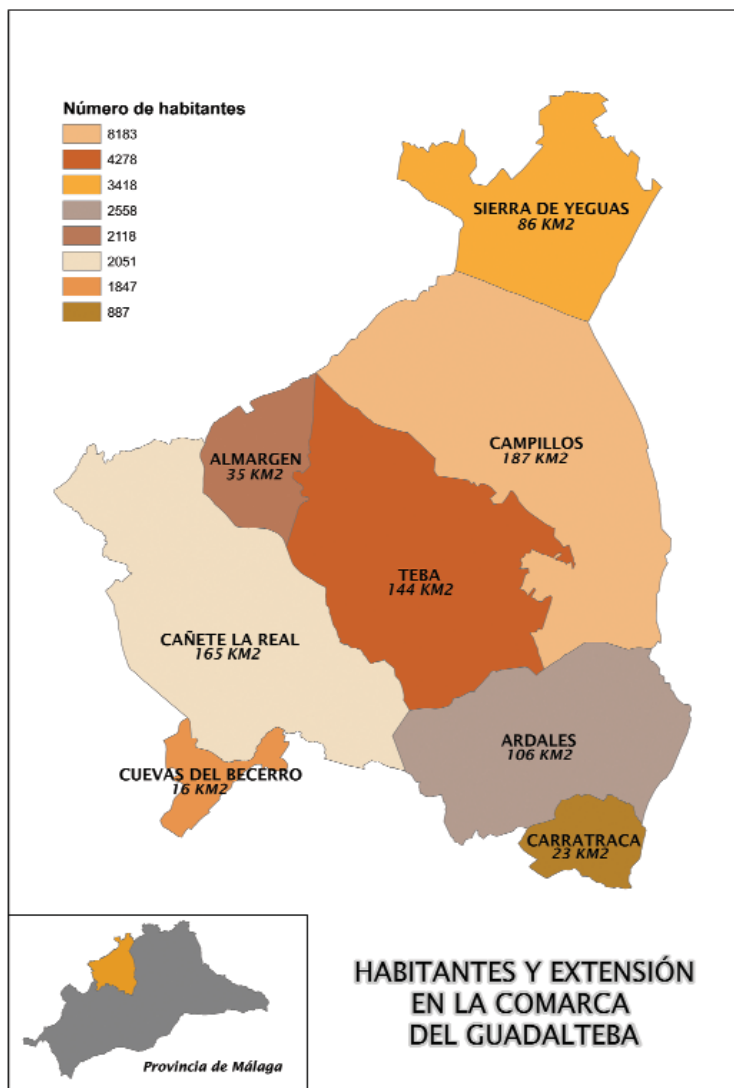 Número de habitantes
8183
4278
3418
2558
2118
2051
1847
887
SIERRA DE YEGUAS
86 KM2
CAMPILLOS
187 KM2
ALMARGEN
35 KM2
TEBA
144 KM2
CAÑETE LA REAL
165 KM2
ARDALES
106 KM2
CUEVAS DEL BECERRO
16 KM2
CARRATRACA
23 KM2
HABITANTES Y EXTENSIÓN
EN LA COMARCA
DEL GUADALTEBA
Provincia de Málaga